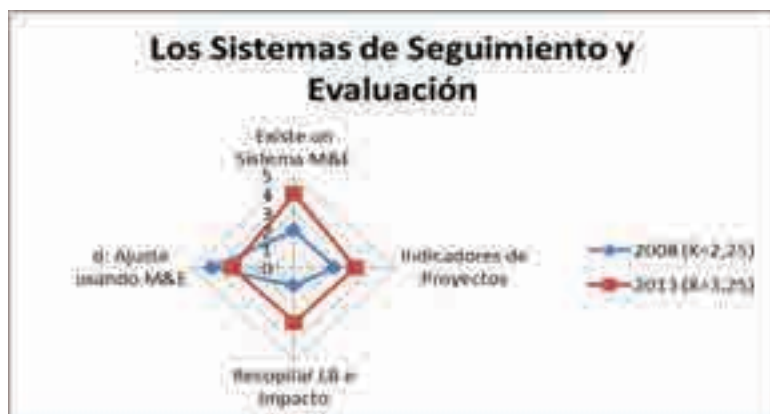 Los Sistemas de Seguimiento y
Evaluación
Existe un
Sistema M&E
5
4
3
2
1
0
d: Ajusta
usando M&E
Indicadores de
Proyectos
Recopilar LB e
Impacto
2008 (X=2,25)
2013 (X=3,25)